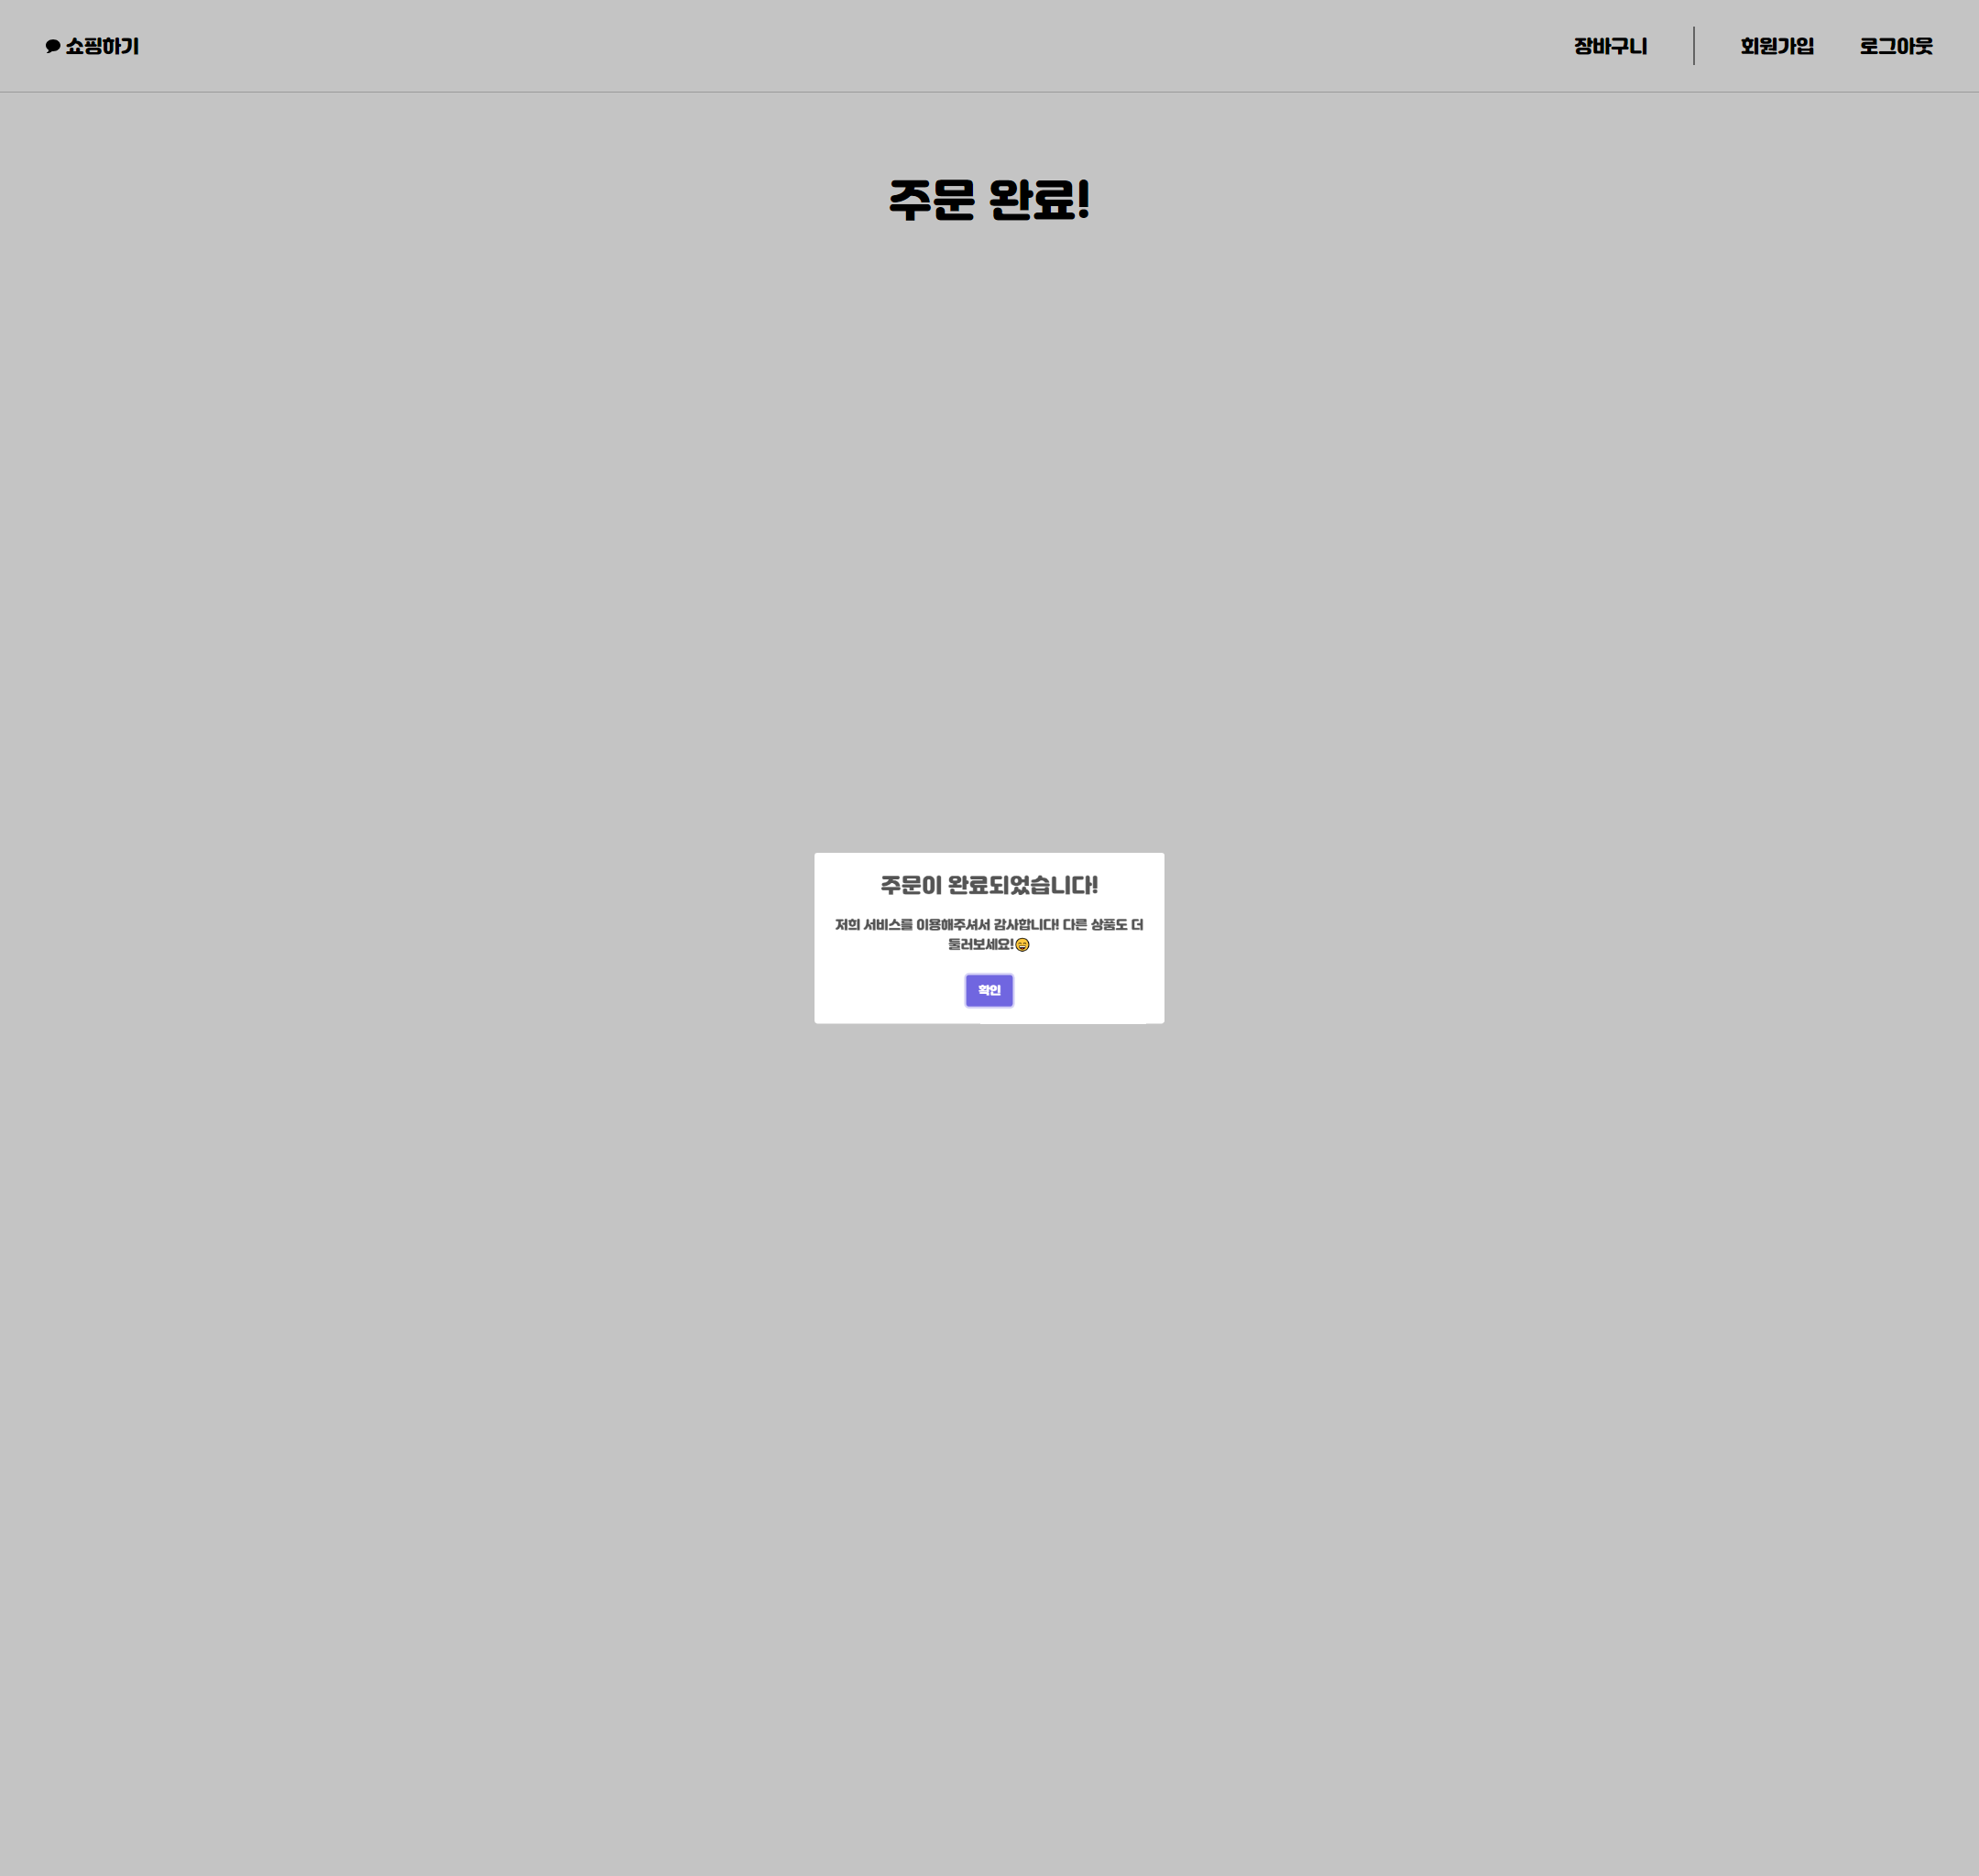 쇼핑하기
장바구니
회원가입
로그아웃
주문 완료!
주문이 완료되었습니다!
저희 서비스를 이용해주셔서 감사합니다! 다른 상품도 더
둘러보세요!😄
확인